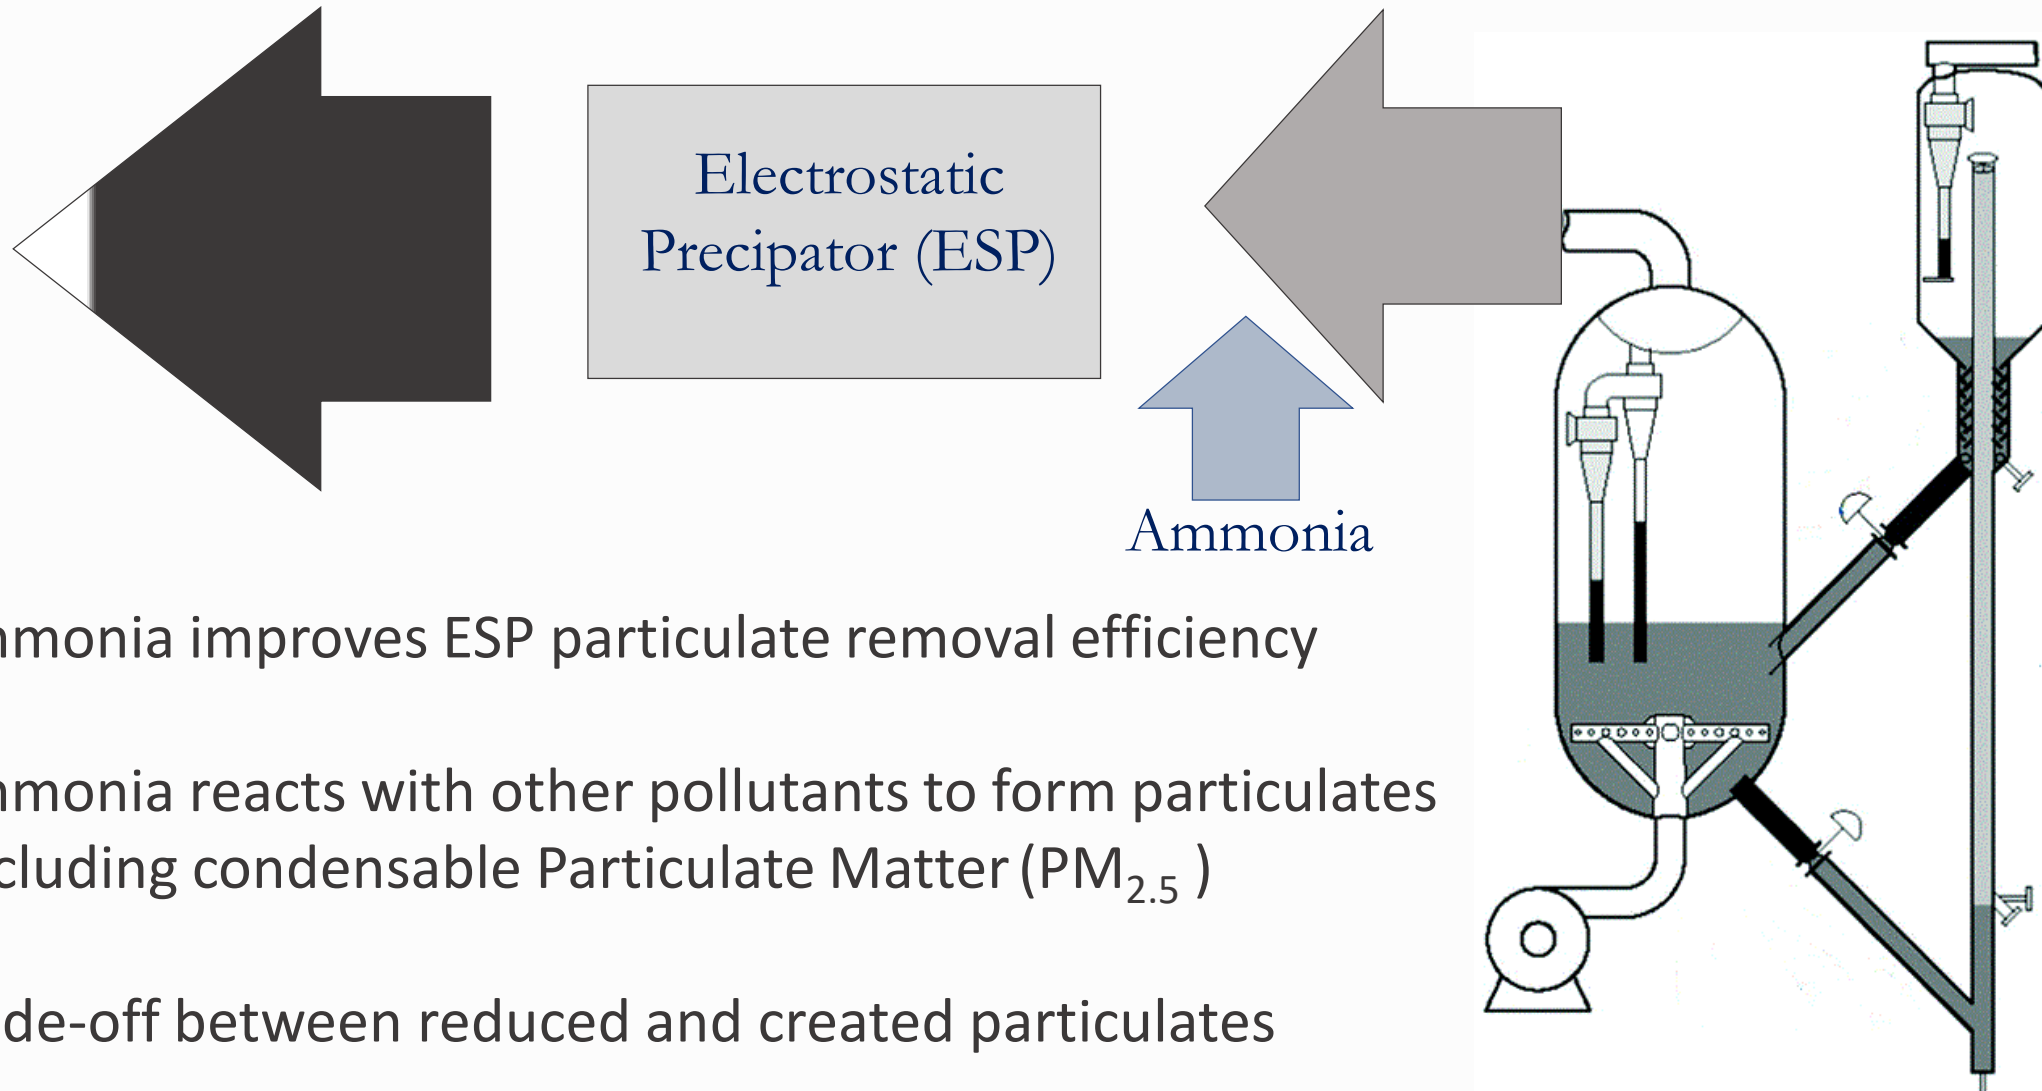 Electrostatic
Precipator (ESP)
Ammonia
mmonia improves ESP particulate removal efficiency
mmonia reacts with other pollutants to form particulates
cluding condensable Particulate Matter (PM2.5 )
de-off between reduced and created particulates